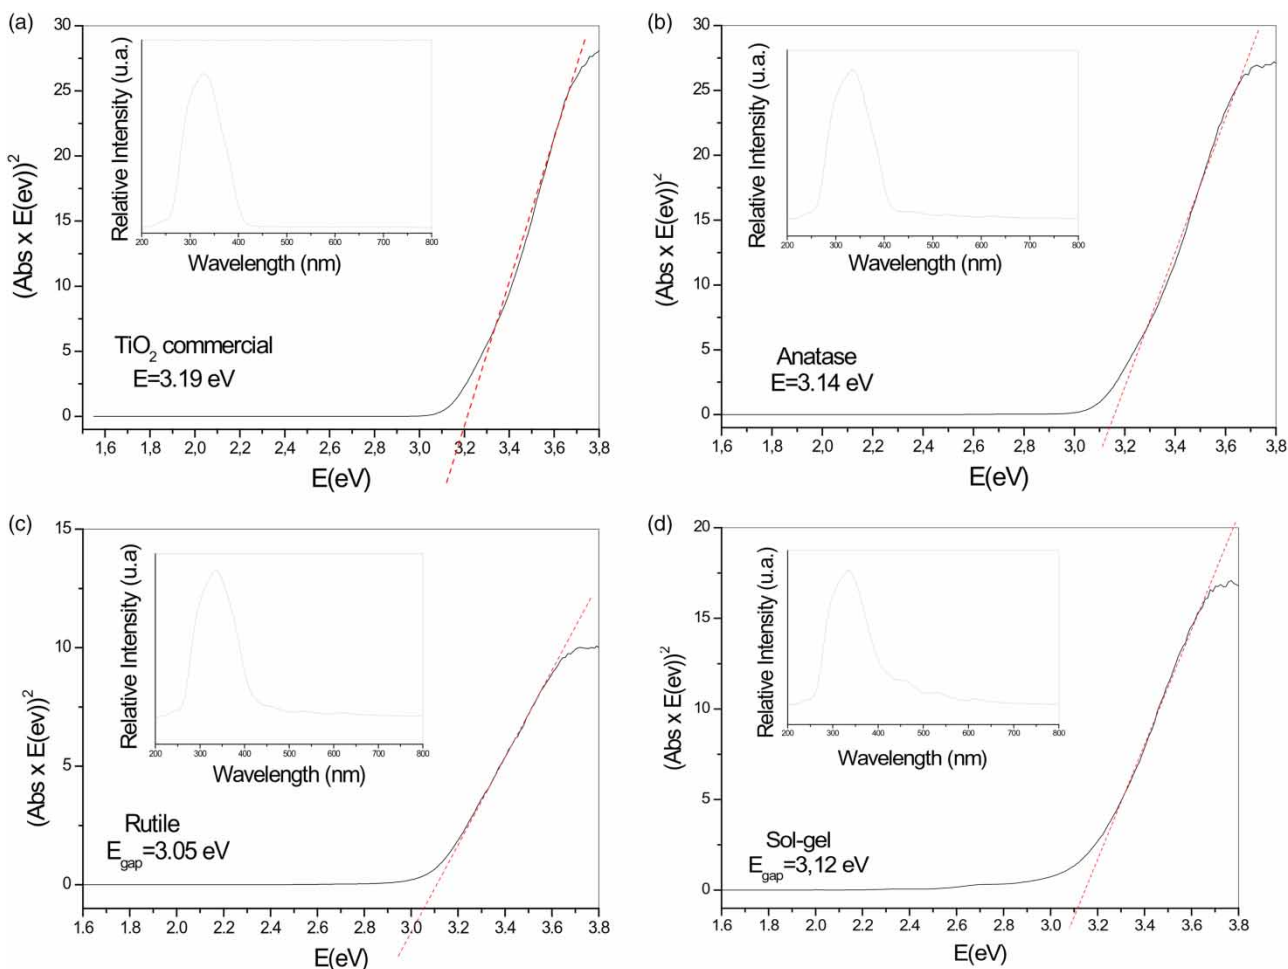 (a)
30
25
20
15
10
5
0
(Abs x E(ev))²
Relative Intensity (u.a.)
200 300 400 500 600 700 800
Wavelength (nm)
TiO₂ commercial
E=3.19 eV
1,6 1,8 2,0 2,2 2,4 2,6 2,8 3,0 3,2 3,4 3,6 3,8
E(eV)
(b)
30
25
20
15
10
5
0
(Abs x E(ev))²
Relative Intensity (u.a.)
200 300 400 500 600 700 800
Wavelength (nm)
Anatase
E=3.14 eV
1,6 1,8 2,0 2,2 2,4 2,6 2,8 3,0 3,2 3,4 3,6 3,8
E(eV)
(c)
15
10
5
0
(Abs x E(ev))²
Relative Intensity (u.a)
200 300 400 500 600 700 800
Wavelength (nm)
Rutile
E_gap=3.05 eV
1.6 1.8 2.0 2.2 2.4 2.6 2.8 3.0 3.2 3.4 3.6 3.8
E(eV)
(d)
20
15
10
5
0
(Abs x E(ev))²
Relative Intensity (u.a.)
200 300 400 500 600 700 800
Wavelength (nm)
Sol-gel
E_gap=3,12 eV
1.6 1.8 2.0 2.2 2.4 2.6 2.8 3.0 3.2 3.4 3.6 3.8
E(eV)